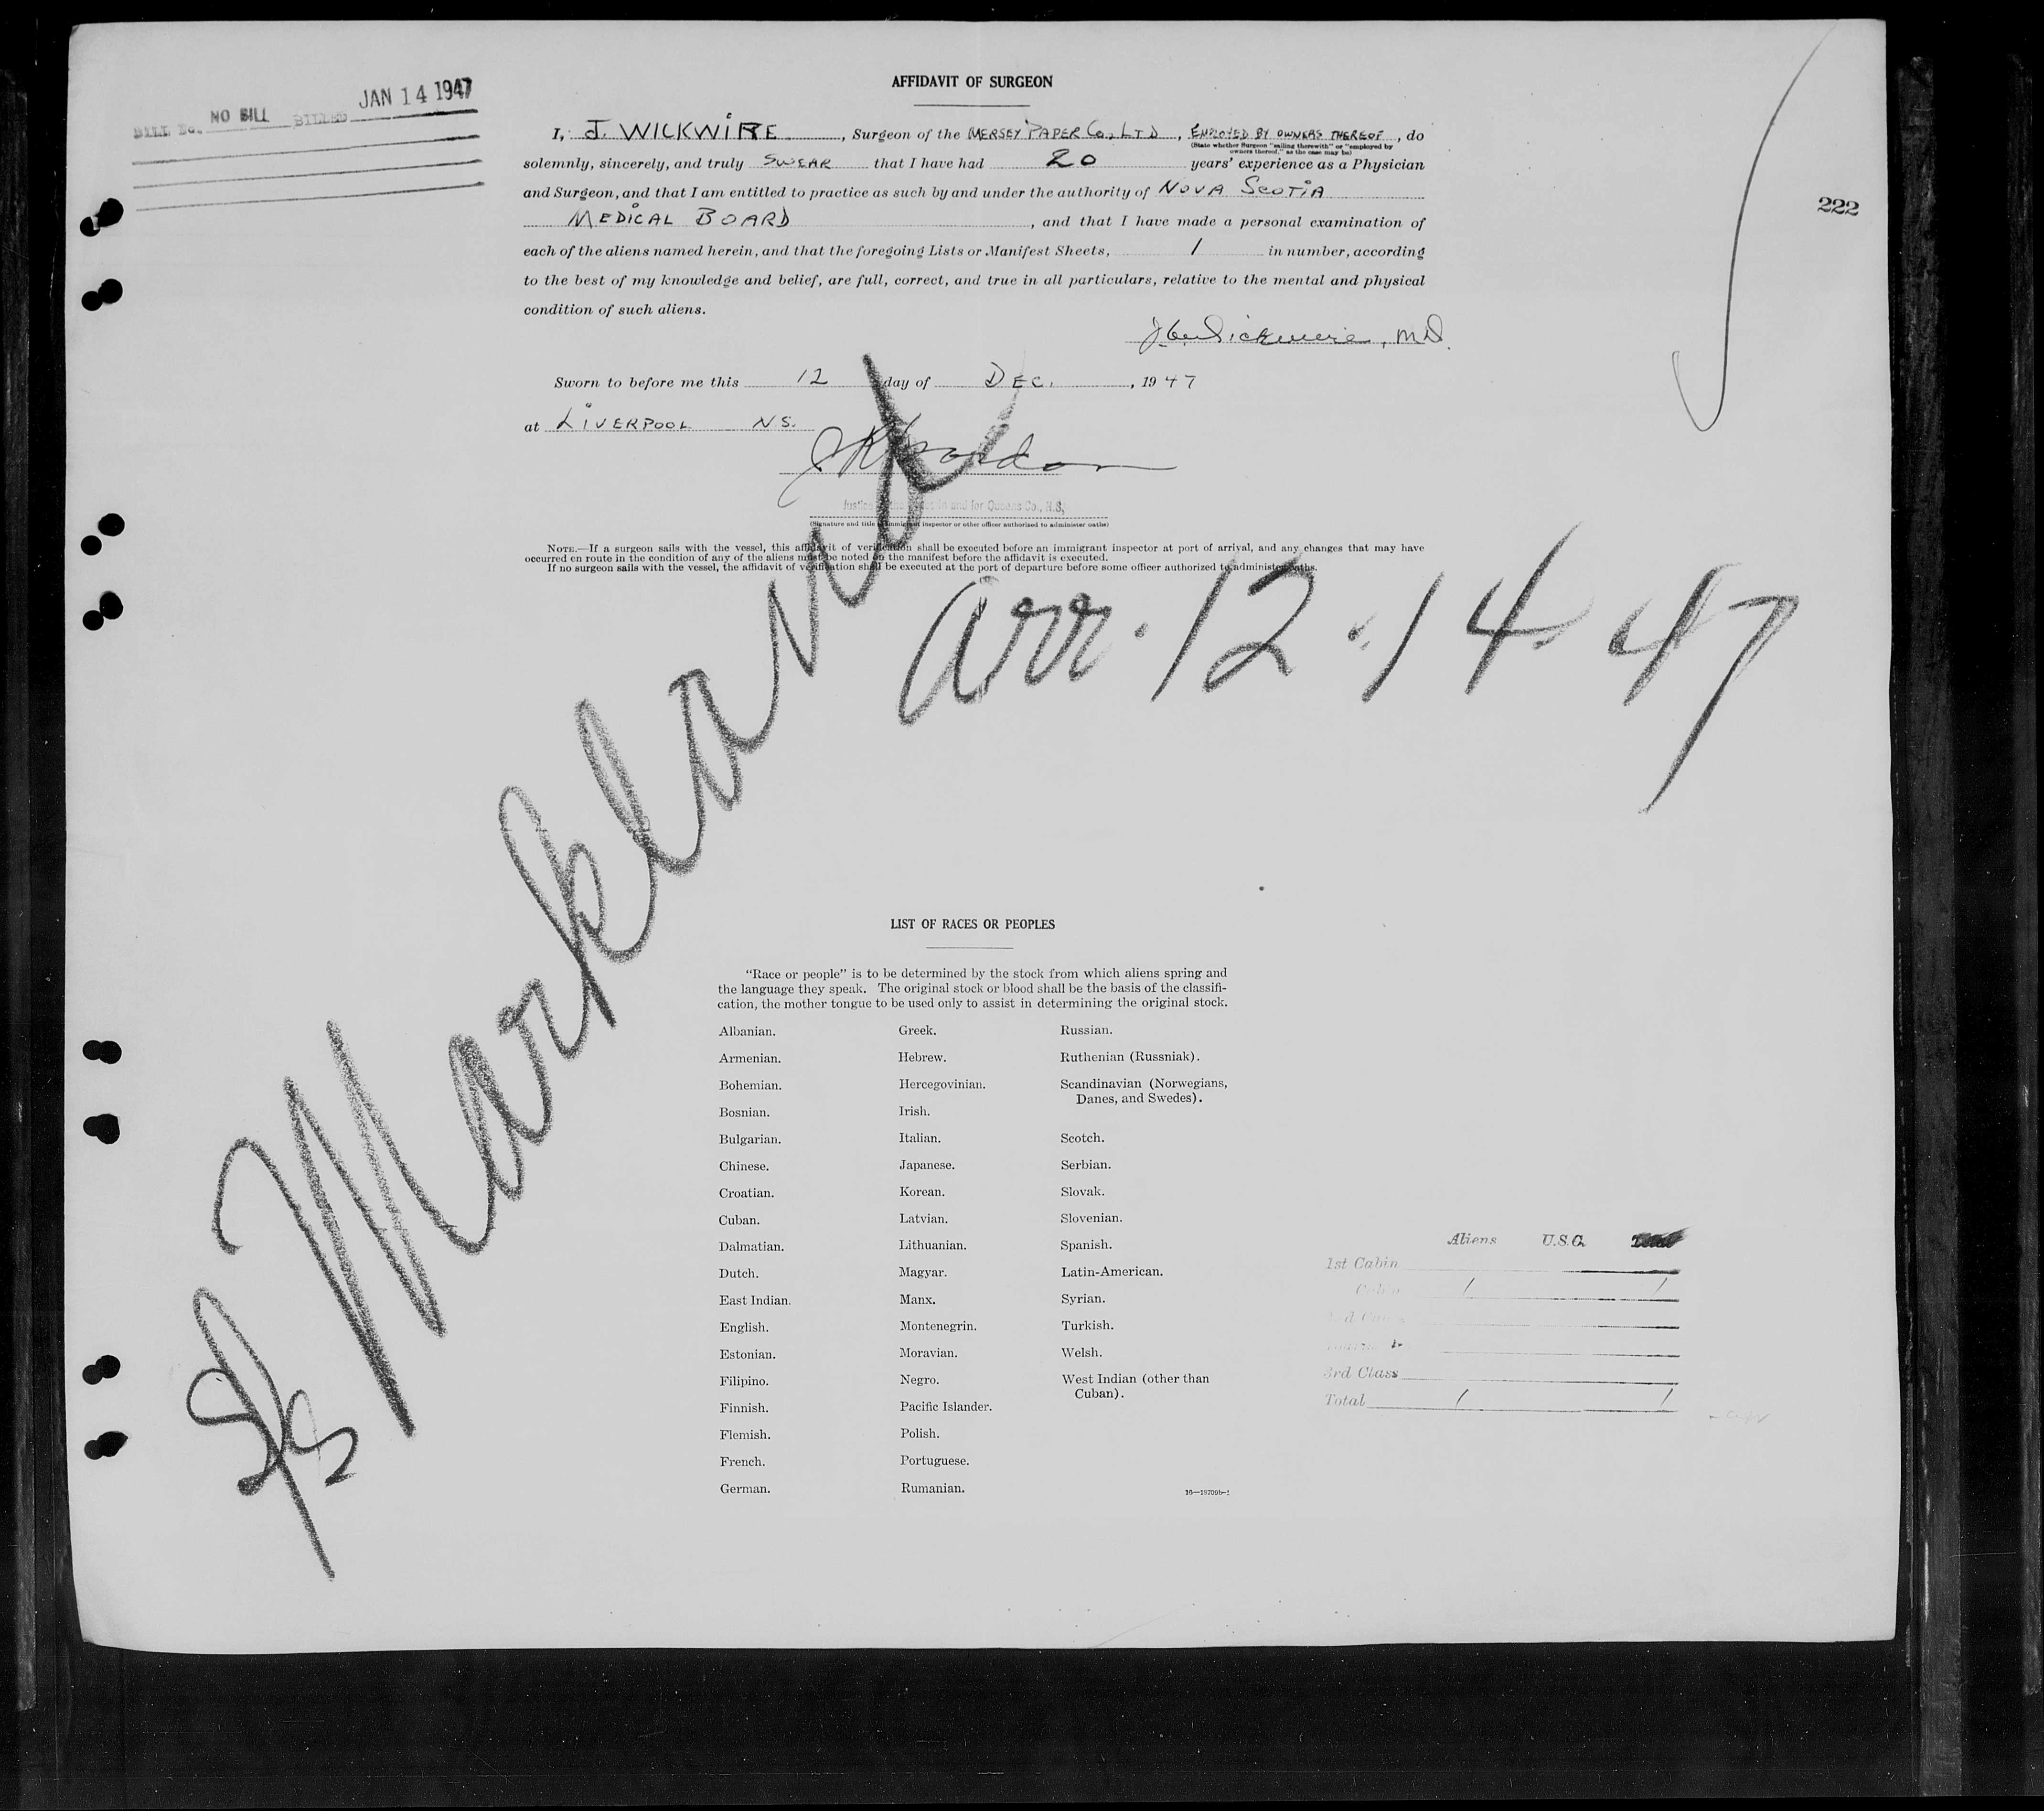 BILL No. NO BILL BILLED JAN 14 1947
AFFIDAVIT OF SURGEON
I, J. WICKWIRE, Surgeon of the MERSEY PAPER Co., LTD, EMPLOYED BY OWNERS THEREOF, do
(State whether Surgeon "sailing therewith" or "employed by
owners thereof," as the case may be)
solemnly, sincerely, and truly SWEAR that I have had 20 years' experience as a Physician
and Surgeon, and that I am entitled to practice as such by and under the authority of NOVA SCOTIA
MEDICAL BOARD, and that I have made a personal examination of
222
each of the aliens named herein, and that the foregoing Lists or Manifest Sheets, 1 in number, according
to the best of my knowledge and belief, are full, correct, and true in all particulars, relative to the mental and physical
condition of such aliens.
Wickwire, M.D.
Sworn to before me this 12 day of DEC., 1947
at LIVERPOOL N.S.
Justice in and for Queens Co., N.S.
(Signature and title of immigrant inspector or other officer authorized to administer oaths)
NOTE.—If a surgeon sails with the vessel, this affidavit of verification shall be executed before an immigrant inspector at port of arrival, and any changes that may have
occurred en route in the condition of any of the aliens must be noted on the manifest before the affidavit is executed.
If no surgeon sails with the vessel, the affidavit of verification shall be executed at the port of departure before some officer authorized to administer oaths.
arr. 12.14.47
S/S Markland
LIST OF RACES OR PEOPLES
"Race or people" is to be determined by the stock from which aliens spring and
the language they speak. The original stock or blood shall be the basis of the classifi-
cation, the mother tongue to be used only to assist in determining the original stock.
Albanian.
Armenian.
Bohemian.
Bosnian.
Bulgarian.
Chinese.
Croatian.
Cuban.
Dalmatian.
Dutch.
East Indian.
English.
Estonian.
Filipino.
Finnish.
Flemish.
French.
German.
Greek.
Hebrew.
Hercegovinian.
Irish.
Italian.
Japanese.
Korean.
Latvian.
Lithuanian.
Magyar.
Manx.
Montenegrin.
Moravian.
Negro.
Pacific Islander.
Polish.
Portuguese.
Rumanian.
Russian.
Ruthenian (Russniak).
Scandinavian (Norwegians,
Danes, and Swedes).
Scotch.
Serbian.
Slovak.
Slovenian.
Spanish.
Latin-American.
Syrian.
Turkish.
Welsh.
West Indian (other than
Cuban).
Aliens U.S.C. Total
1st Cabin
Cabin 1 1
2nd Cabin
3rd Class
Total 1 1